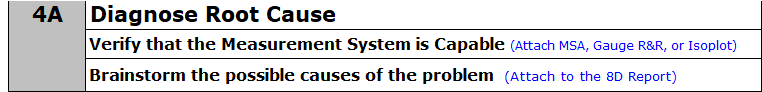 4A Diagnose Root Cause
Verify that the Measurement System is Capable (Attach MSA, Gauge R&R, or Isoplot)
Brainstorm the possible causes of the problem (Attach to the 8D Report)